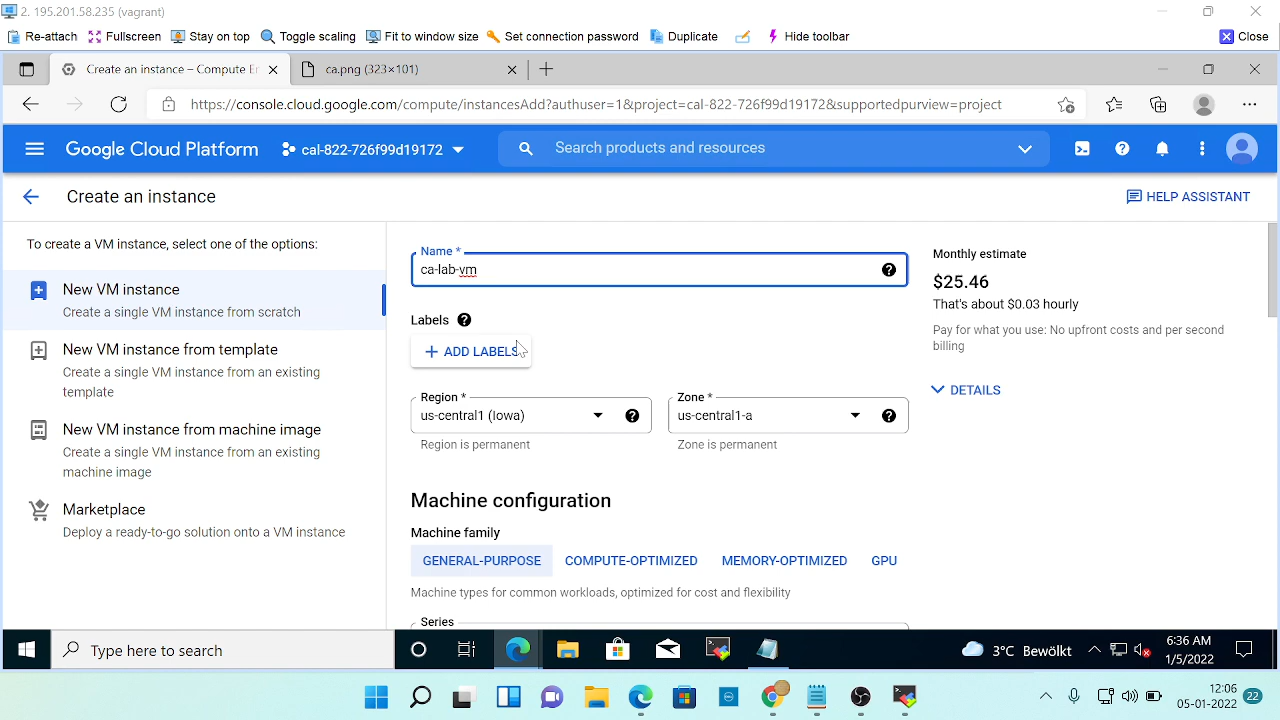 2. 195.201.58.235 (vagrant)
Re-attach Fullscreen Stay on top Toggle scaling Fit to window size Set connection password Duplicate Hide toolbar Close
Create an instance – Compute En ca.png (323×101)
https://console.cloud.google.com/compute/instancesAdd?authuser=1&project=cal-822-726f99d19172&supportedpurview=project
Google Cloud Platform cal-822-726f99d19172 Search products and resources
Create an instance HELP ASSISTANT
To create a VM instance, select one of the options:
New VM instance
Create a single VM instance from scratch
New VM instance from template
Create a single VM instance from an existing
template
New VM instance from machine image
Create a single VM instance from an existing
machine image
Marketplace
Deploy a ready-to-go solution onto a VM instance
Name *
ca-lab-vm
Labels
ADD LABELS
Region *
us-central1 (Iowa)
Region is permanent
Zone *
us-central1-a
Zone is permanent
Machine configuration
Machine family
GENERAL-PURPOSE COMPUTE-OPTIMIZED MEMORY-OPTIMIZED GPU
Machine types for common workloads, optimized for cost and flexibility
Series
Monthly estimate
$25.46
That's about $0.03 hourly
Pay for what you use: No upfront costs and per second
billing
DETAILS
Type here to search
3°C Bewölkt
6:36 AM
1/5/2022
12:06
05-01-2022
22